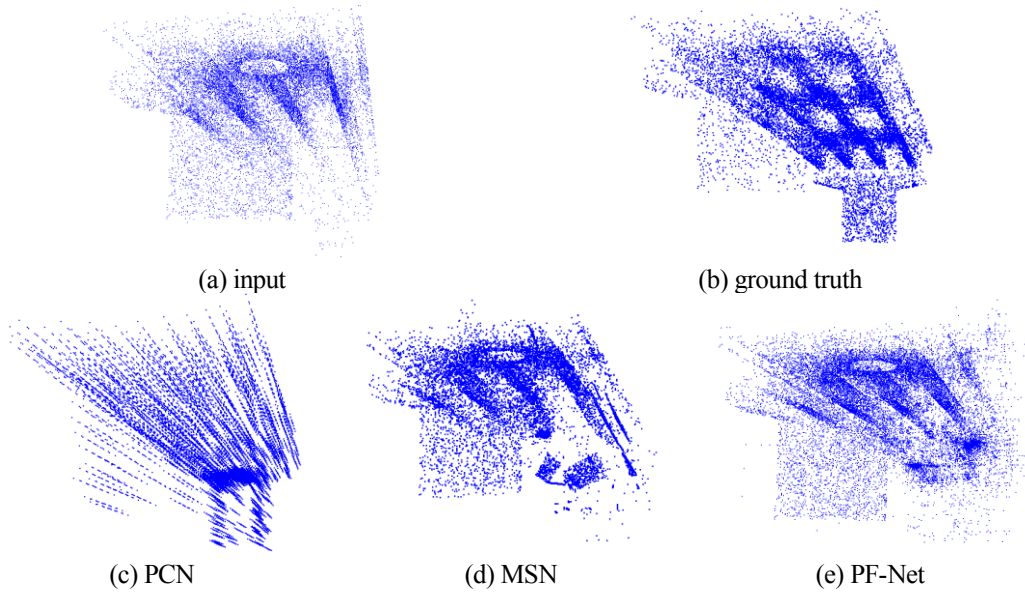 (a) input
(b) ground truth
(c) PCN
(d) MSN
(e) PF-Net